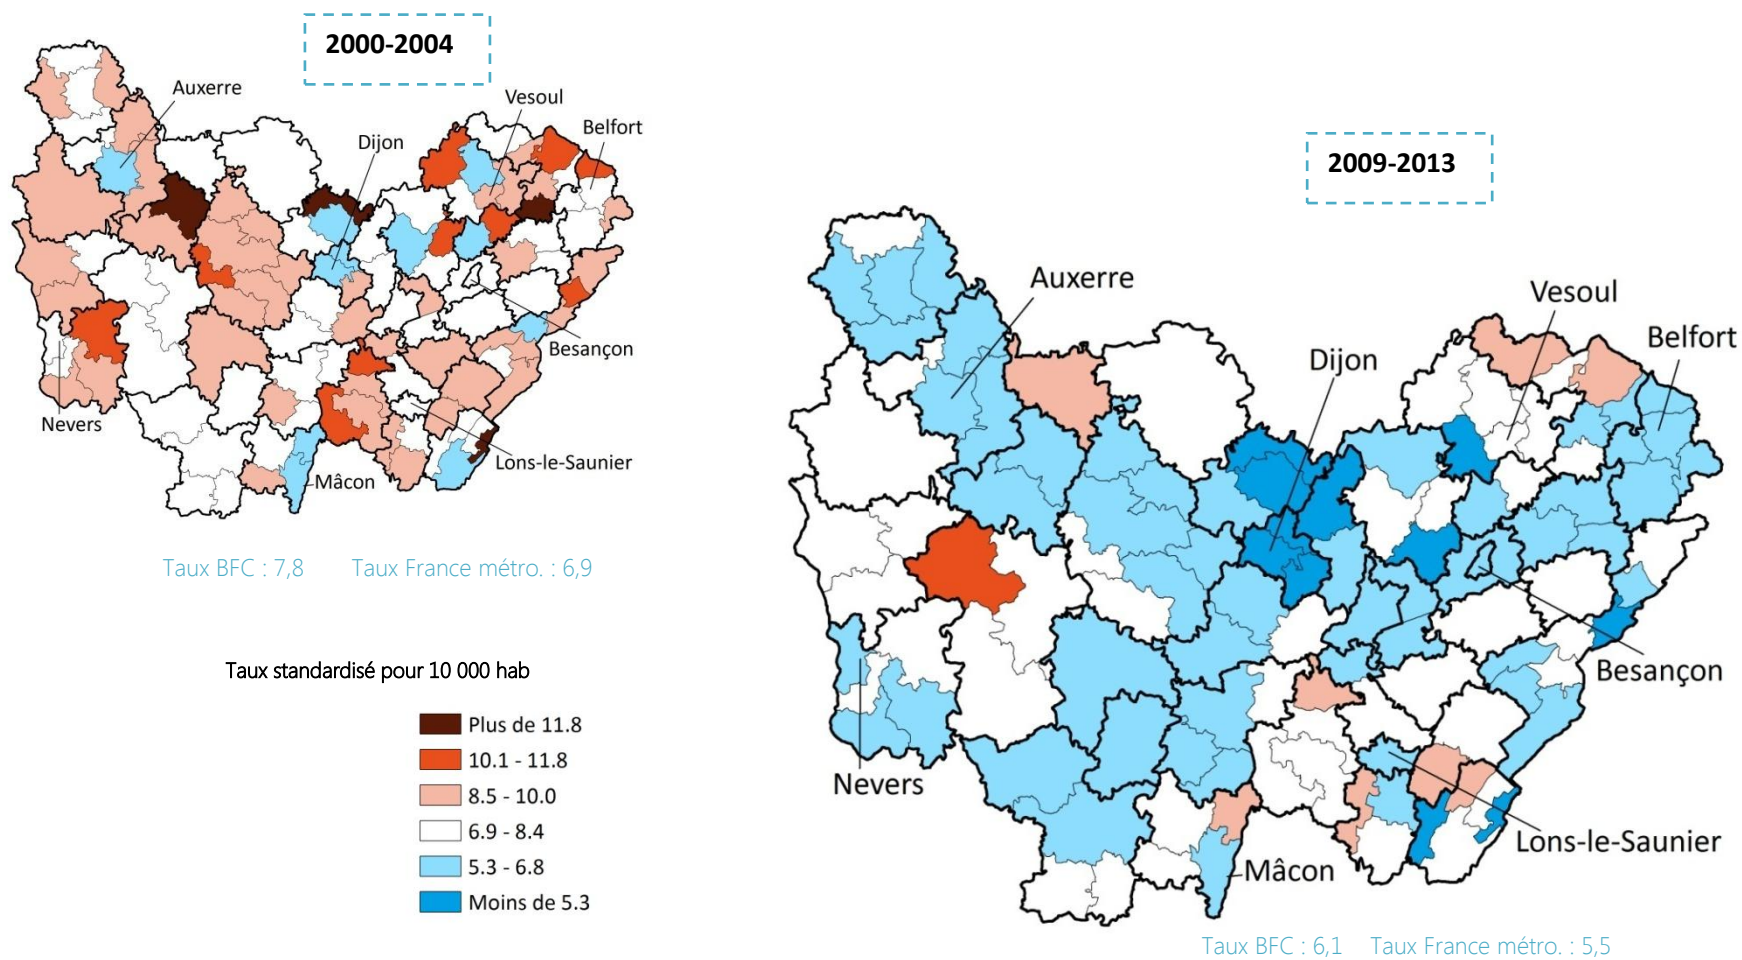 2000-2004
Auxerre
Vesoul
Belfort
Dijon
Besançon
Nevers
Lons-le-Saunier
Mâcon
Taux BFC : 7,8
Taux France métro. : 6,9
Taux standardisé pour 10 000 hab
Plus de 11.8
10.1 - 11.8
8.5 - 10.0
6.9 - 8.4
5.3 - 6.8
Moins de 5.3
2009-2013
Auxerre
Vesoul
Belfort
Dijon
Besançon
Nevers
Lons-le-Saunier
Mâcon
Taux BFC : 6,1
Taux France métro. : 5,5